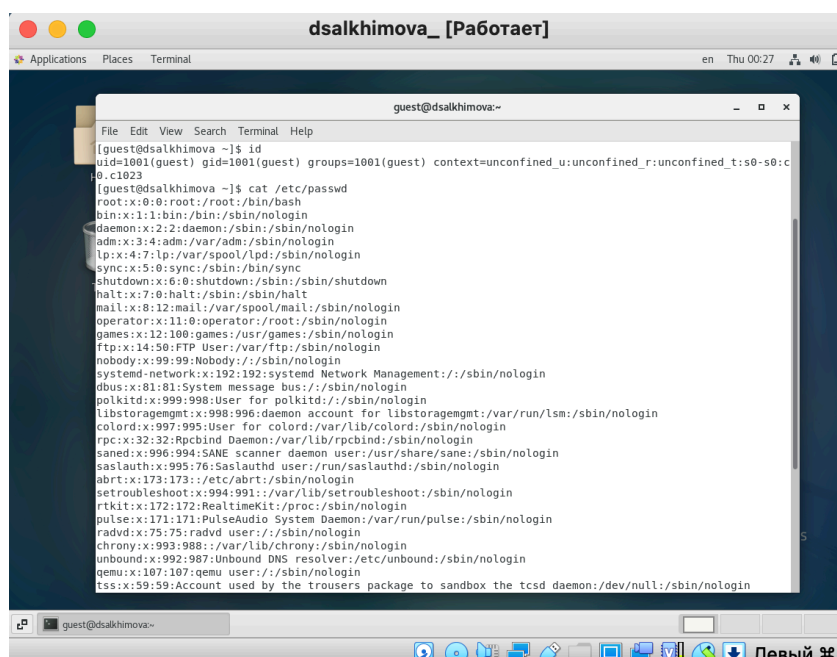 dsalkhimova_ [Работает]
Applications Places Terminal en Thu 00:27
guest@dsalkhimova:~
File Edit View Search Terminal Help
[guest@dsalkhimova ~]$ id
uid=1001(guest) gid=1001(guest) groups=1001(guest) context=unconfined_u:unconfined_r:unconfined_t:s0-s0:c
0.c1023
[guest@dsalkhimova ~]$ cat /etc/passwd
root:x:0:0:root:/root:/bin/bash
bin:x:1:1:bin:/bin:/sbin/nologin
daemon:x:2:2:daemon:/sbin:/sbin/nologin
adm:x:3:4:adm:/var/adm:/sbin/nologin
lp:x:4:7:lp:/var/spool/lpd:/sbin/nologin
sync:x:5:0:sync:/sbin:/bin/sync
shutdown:x:6:0:shutdown:/sbin:/sbin/shutdown
halt:x:7:0:halt:/sbin:/sbin/halt
mail:x:8:12:mail:/var/spool/mail:/sbin/nologin
operator:x:11:0:operator:/root:/sbin/nologin
games:x:12:100:games:/usr/games:/sbin/nologin
ftp:x:14:50:FTP User:/var/ftp:/sbin/nologin
nobody:x:99:99:Nobody:/:/sbin/nologin
systemd-network:x:192:192:systemd Network Management:/:/sbin/nologin
dbus:x:81:81:System message bus:/:/sbin/nologin
polkitd:x:999:998:User for polkitd:/:/sbin/nologin
libstoragemgmt:x:998:996:daemon account for libstoragemgmt:/var/run/lsm:/sbin/nologin
colord:x:997:995:User for colord:/var/lib/colord:/sbin/nologin
rpc:x:32:32:Rpcbind Daemon:/var/lib/rpcbind:/sbin/nologin
saned:x:996:994:SANE scanner daemon user:/usr/share/sane:/sbin/nologin
saslauth:x:995:76:Saslauthd user:/run/saslauthd:/sbin/nologin
abrt:x:173:173::/etc/abrt:/sbin/nologin
setroubleshoot:x:994:991::/var/lib/setroubleshoot:/sbin/nologin
rtkit:x:172:172:RealtimeKit:/proc:/sbin/nologin
pulse:x:171:171:PulseAudio System Daemon:/var/run/pulse:/sbin/nologin
radvd:x:75:75:radvd user:/:/sbin/nologin
chrony:x:993:988::/var/lib/chrony:/sbin/nologin
unbound:x:992:987:Unbound DNS resolver:/etc/unbound:/sbin/nologin
qemu:x:107:107:qemu user:/:/sbin/nologin
tss:x:59:59:Account used by the trousers package to sandbox the tcsd daemon:/dev/null:/sbin/nologin
guest@dsalkhimova:~
Левый ⌘